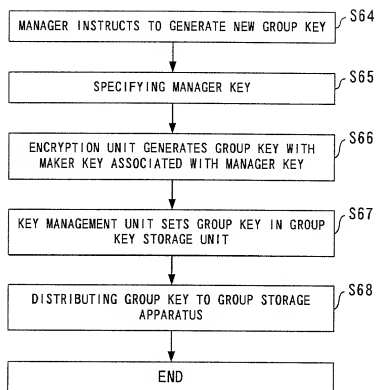 MANAGER INSTRUCTS TO GENERATE NEW GROUP KEY
S64
SPECIFYING MANAGER KEY
S65
ENCRYPTION UNIT GENERATES GROUP KEY WITH
MAKER KEY ASSOCIATED WITH MANAGER KEY
S66
KEY MANAGEMENT UNIT SETS GROUP KEY IN GROUP
KEY STORAGE UNIT
S67
DISTRIBUTING GROUP KEY TO GROUP STORAGE
APPARATUS
S68
END